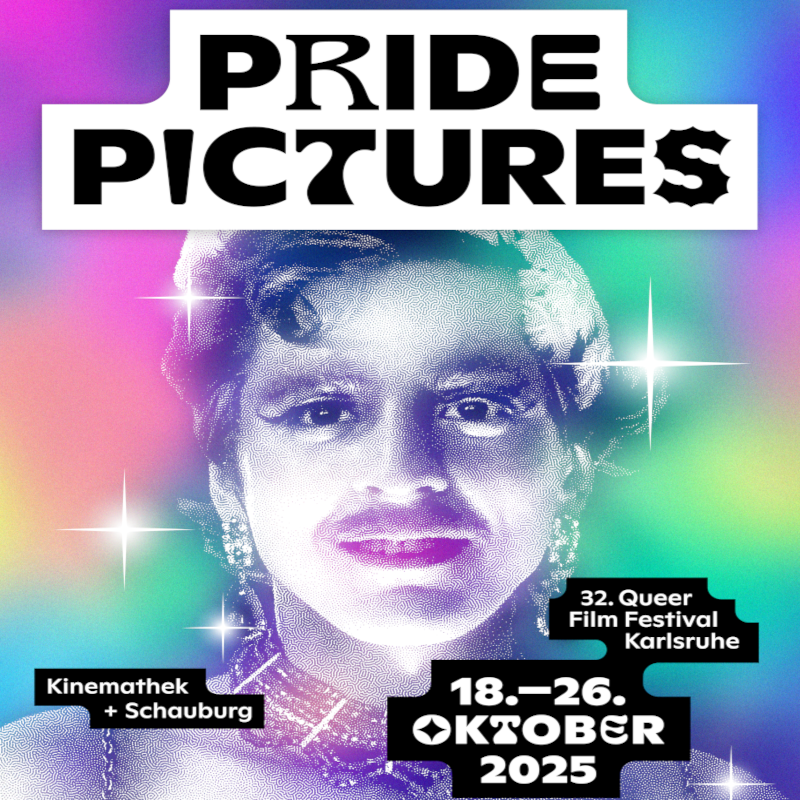 PRIDE
PICTURES
32. Queer
Film Festival
Karlsruhe
Kinemathek
+ Schauburg
18.–26.
OKTOBER
2025